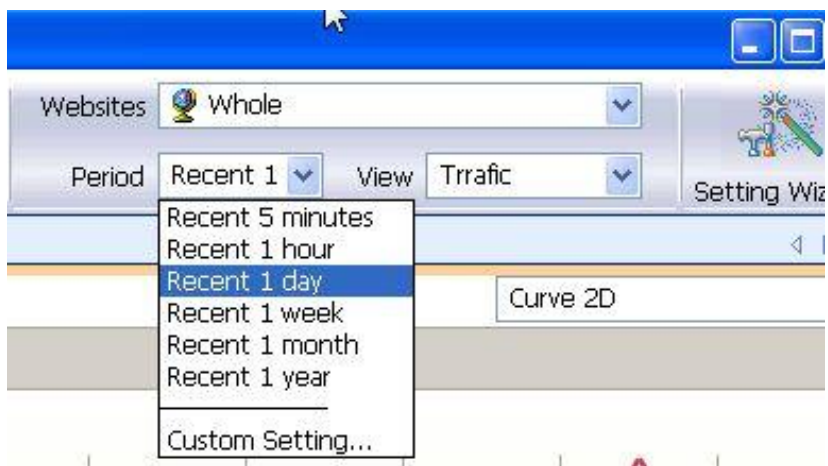 Websites Whole
Period Recent 1 View Trrafic
Setting Wiz
Recent 5 minutes
Recent 1 hour
Recent 1 day
Curve 2D
Recent 1 week
Recent 1 month
Recent 1 year
Custom Setting...